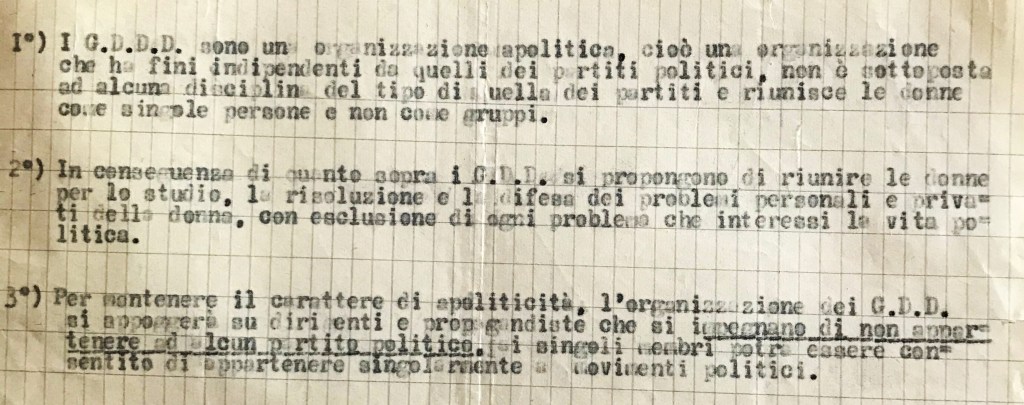 I°) I G.D.D.D. sono una organizzazione apolitica, cioè una organizzazione
che ha fini indipendenti da quelli dei partiti politici, non è sottoposta
ad alcuna disciplina del tipo di quella dei partiti e riunisce le donne
come singole persone e non come gruppi.
2°) In conseguenza di quanto sopra i G.D.D. si propongono di riunire le donne
per lo studio, la risoluzione e la difesa dei problemi personali e priva=
ti della donna, con esclusione di ogni problema che interessi la vita po=
litica.
3°) Per mantenere il carattere di apoliticità, l'organizzazione dei G.D.D.
si appoggerà su dirigenti e propagandiste che si impegnano di non appar=
tenere ad alcun partito politico. Ai singoli membri potrà essere con=
sentito di appartenere singolarmente a movimenti politici.